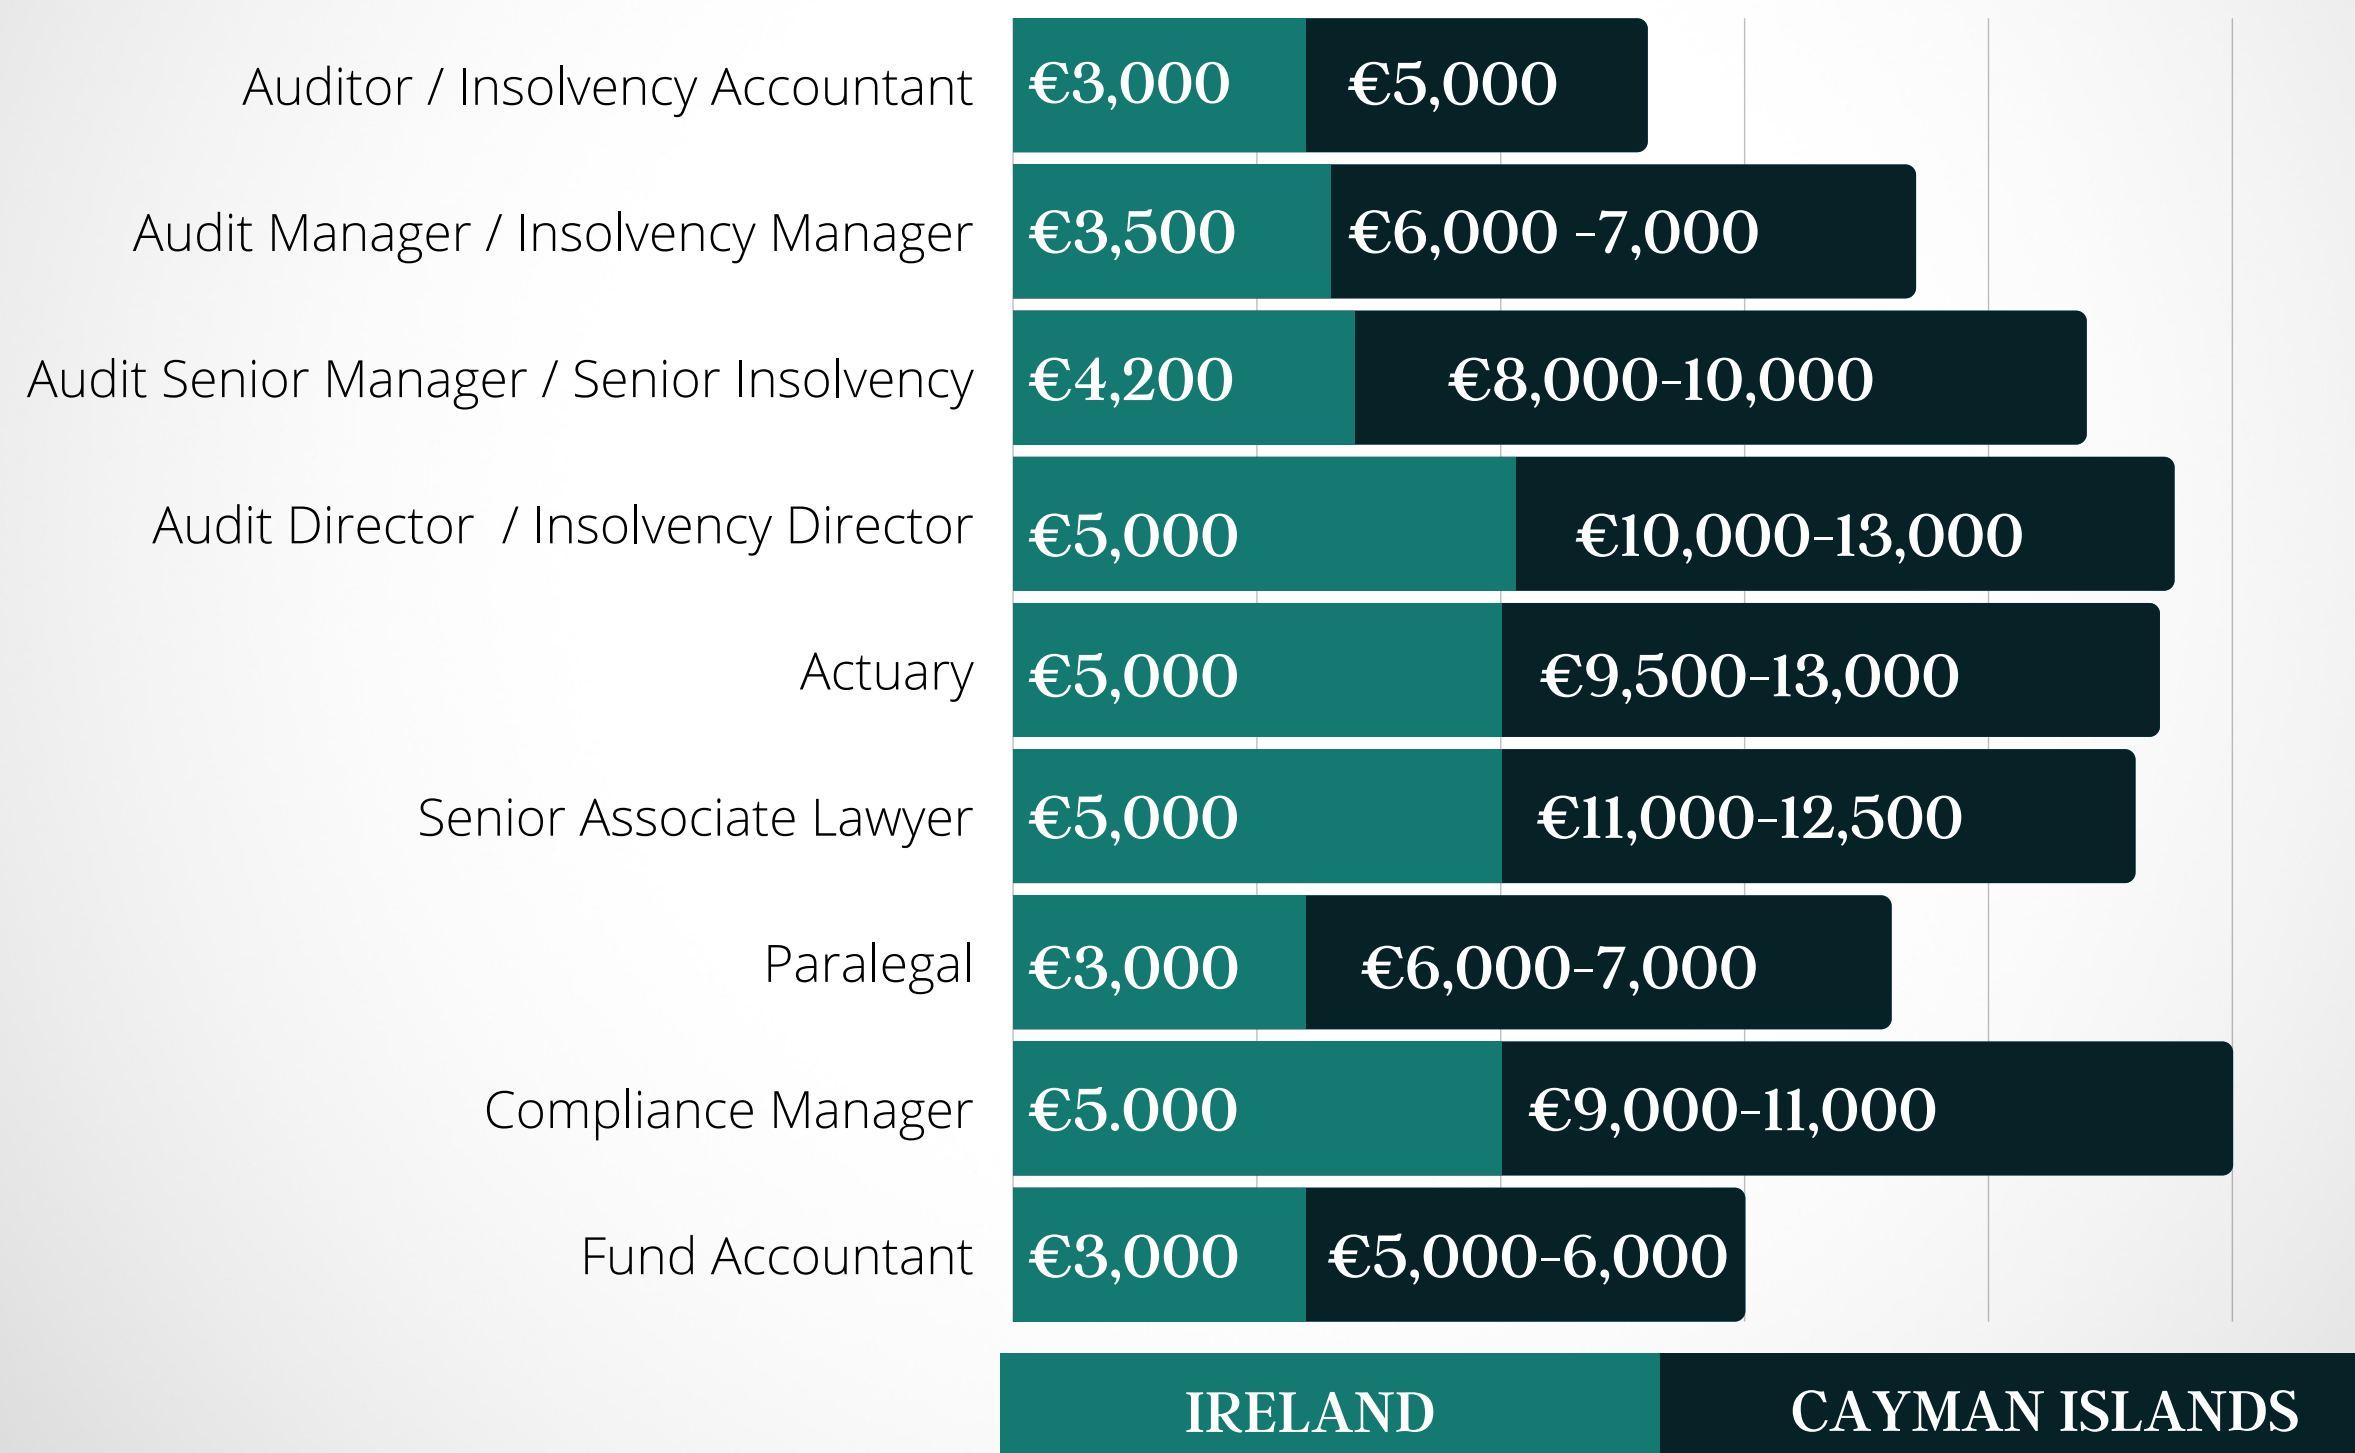 Auditor / Insolvency Accountant €3,000 €5,000
Audit Manager / Insolvency Manager €3,500 €6,000 -7,000
Audit Senior Manager / Senior Insolvency €4,200 €8,000-10,000
Audit Director / Insolvency Director €5,000 €10,000-13,000
Actuary €5,000 €9,500-13,000
Senior Associate Lawyer €5,000 €11,000-12,500
Paralegal €3,000 €6,000-7,000
Compliance Manager €5.000 €9,000-11,000
Fund Accountant €3,000 €5,000-6,000
IRELAND CAYMAN ISLANDS